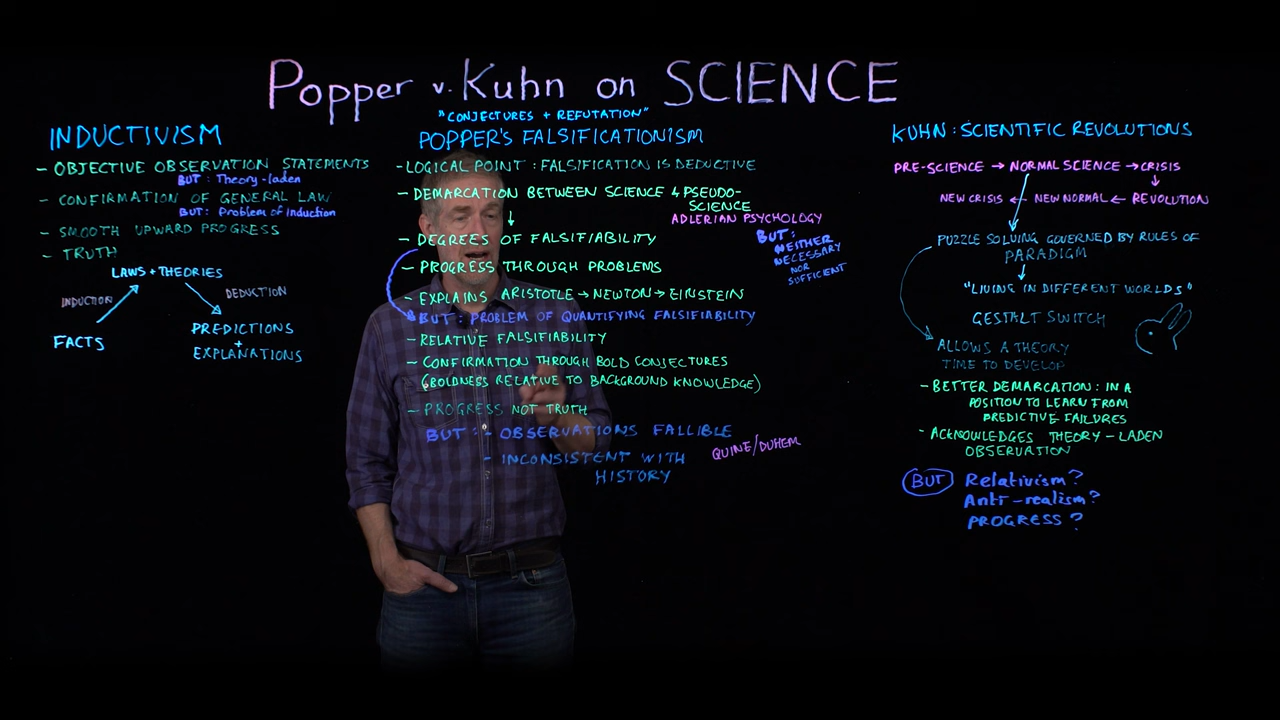 Popper v. Kuhn on SCIENCE
INDUCTIVISM
- OBJECTIVE OBSERVATION STATEMENTS
BUT: Theory-laden
- CONFIRMATION OF GENERAL LAW
BUT: Problem of Induction
- SMOOTH UPWARD PROGRESS
- TRUTH
LAWS + THEORIES
INDUCTION
DEDUCTION
FACTS
PREDICTIONS
+
EXPLANATIONS
"CONJECTURES + REFUTATION"
POPPER'S FALSIFICATIONISM
- LOGICAL POINT: FALSIFICATION IS DEDUCTIVE
- DEMARCATION BETWEEN SCIENCE & PSEUDO-
SCIENCE
ADLERIAN PSYCHOLOGY
BUT:
NEITHER
NECESSARY
NOR
SUFFICIENT
- DEGREES OF FALSIFIABILITY
- PROGRESS THROUGH PROBLEMS
- EXPLAINS ARISTOTLE → NEWTON → EINSTEIN
BUT: PROBLEM OF QUANTIFYING FALSIFIABILITY
- RELATIVE FALSIFIABILITY
- CONFIRMATION THROUGH BOLD CONJECTURES
(BOLDNESS RELATIVE TO BACKGROUND KNOWLEDGE)
- PROGRESS NOT TRUTH
BUT: - OBSERVATIONS FALLIBLE
- INCONSISTENT WITH
HISTORY
QUINE/DUHEM
KUHN: SCIENTIFIC REVOLUTIONS
PRE-SCIENCE → NORMAL SCIENCE → CRISIS
NEW CRISIS ← NEW NORMAL ← REVOLUTION
PUZZLE SOLVING GOVERNED BY RULES OF
PARADIGM
"LIVING IN DIFFERENT WORLDS"
GESTALT SWITCH
ALLOWS A THEORY
TIME TO DEVELOP
- BETTER DEMARCATION: IN A
POSITION TO LEARN FROM
PREDICTIVE FAILURES
- ACKNOWLEDGES THEORY-LADEN
OBSERVATION
BUT Relativism?
Anti-realism?
PROGRESS?